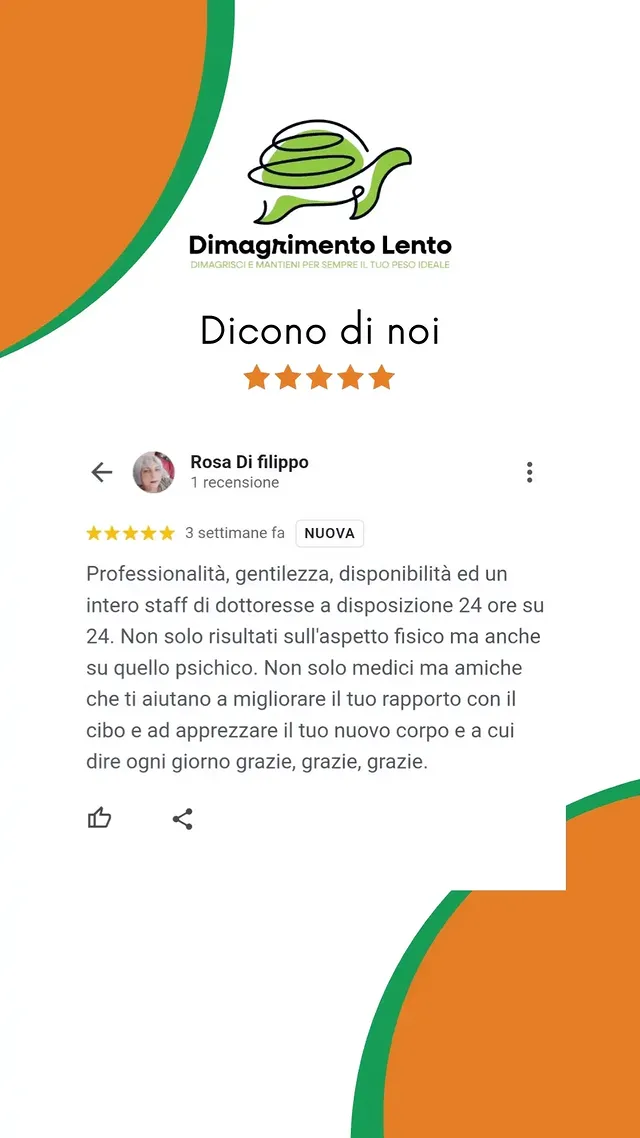 Dimagrimento Lento
DIMAGRISCI E MANTIENI PER SEMPRE IL TUO PESO IDEALE
Dicono di noi
Rosa Di filippo
1 recensione
3 settimane fa NUOVA
Professionalità, gentilezza, disponibilità ed un
intero staff di dottoresse a disposizione 24 ore su
24. Non solo risultati sull'aspetto fisico ma anche
su quello psichico. Non solo medici ma amiche
che ti aiutano a migliorare il tuo rapporto con il
cibo e ad apprezzare il tuo nuovo corpo e a cui
dire ogni giorno grazie, grazie, grazie.